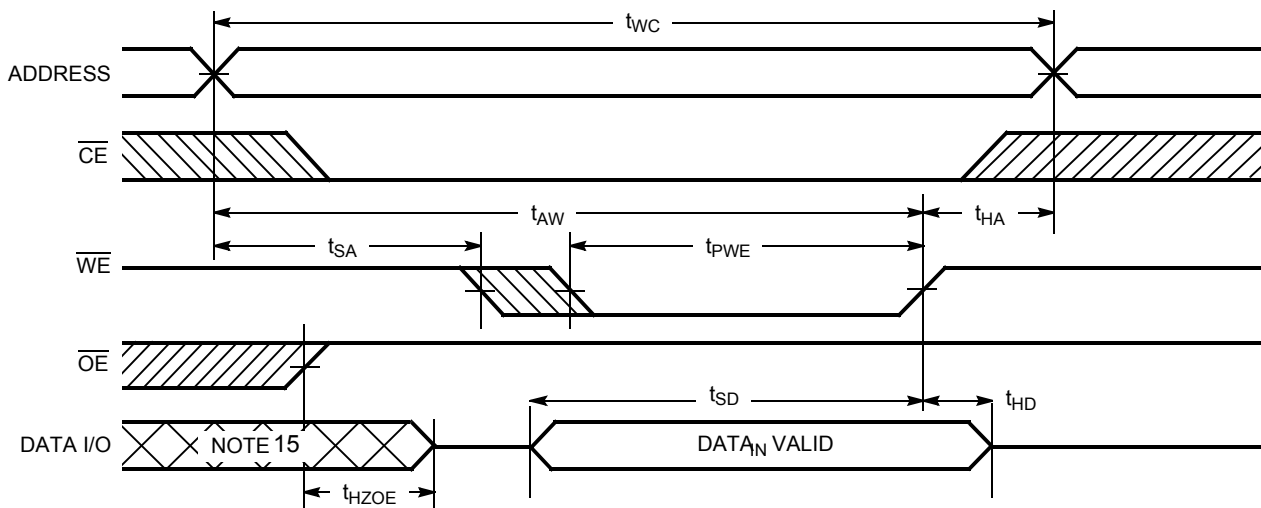 tWC
ADDRESS
CE
tAW
tHA
tSA
tPWE
WE
OE
tSD
tHD
DATA I/O
NOTE 15
DATAIN VALID
tHZOE